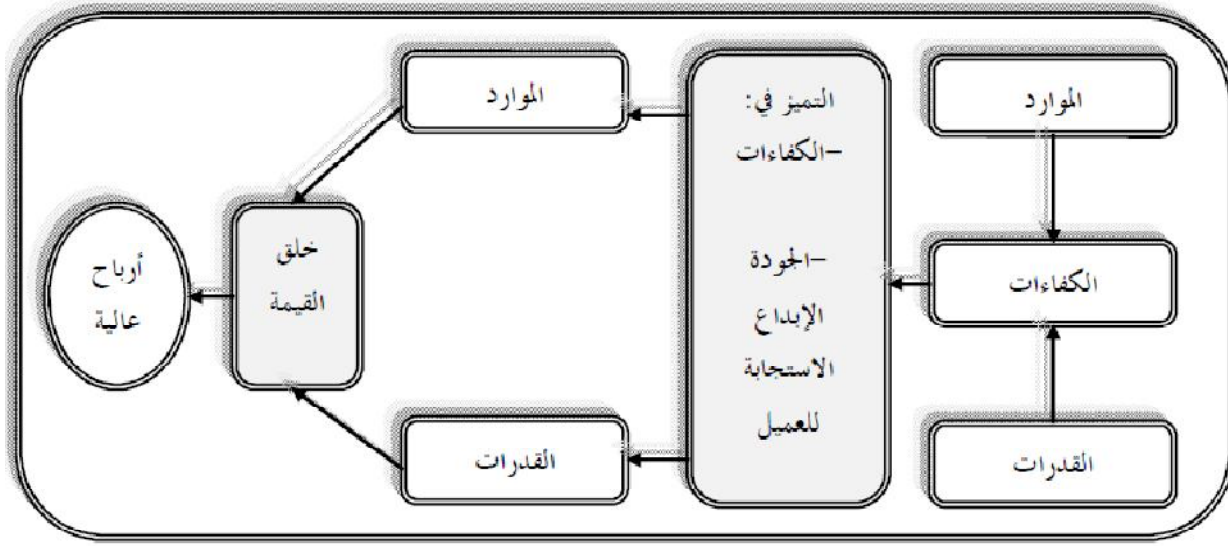 الموارد
الكفاءات
القدرات
التميز في:
-الكفاءات
-الجودة
الإبداع
الاستجابة
للعميل
الموارد
القدرات
خلق
القيمة
أرباح
عالية